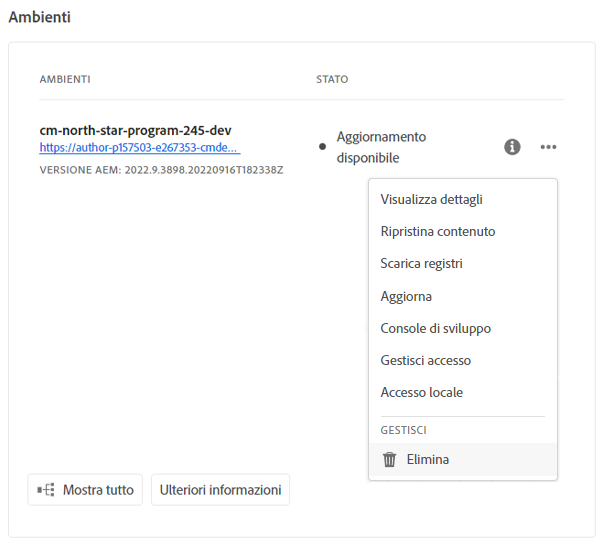 Ambienti
AMBIENTI STATO
cm-north-star-program-245-dev
https://author-p157503-e267353-cmde...
VERSIONE AEM: 2022.9.3898.20220916T182338Z
Aggiornamento
disponibile
Visualizza dettagli
Ripristina contenuto
Scarica registri
Aggiorna
Console di sviluppo
Gestisci accesso
Accesso locale
GESTISCI
Elimina
Mostra tutto
Ulteriori informazioni